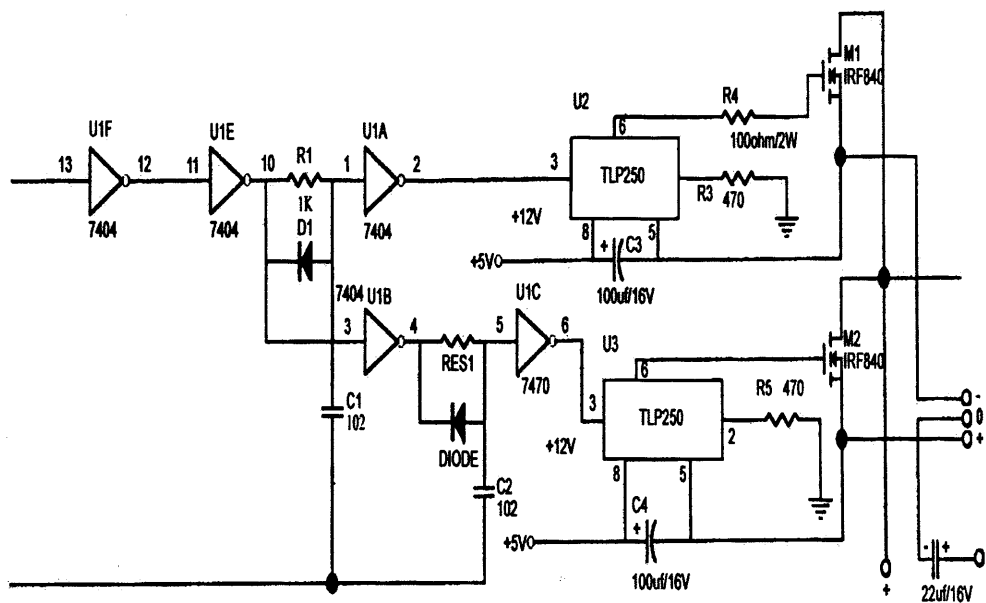 M1
IRF840
R4
100ohm/2W
U2
6
U1F
U1E
U1A
R1
13
12
11
10
1
2
3
TLP250
R3
470
1K
7404
7404
7404
D1
+12V
8
5
+
C3
+5V
100uf/16V
7404
U1B
U1C
3
4
5
6
U3
M2
IRF840
RES1
7470
6
R5 470
C1
102
3
TLP250
2
-
0
+
DIODE
+12V
8
5
C2
102
C4
+
+5V
100uf/16V
+
- +
22uf/16V